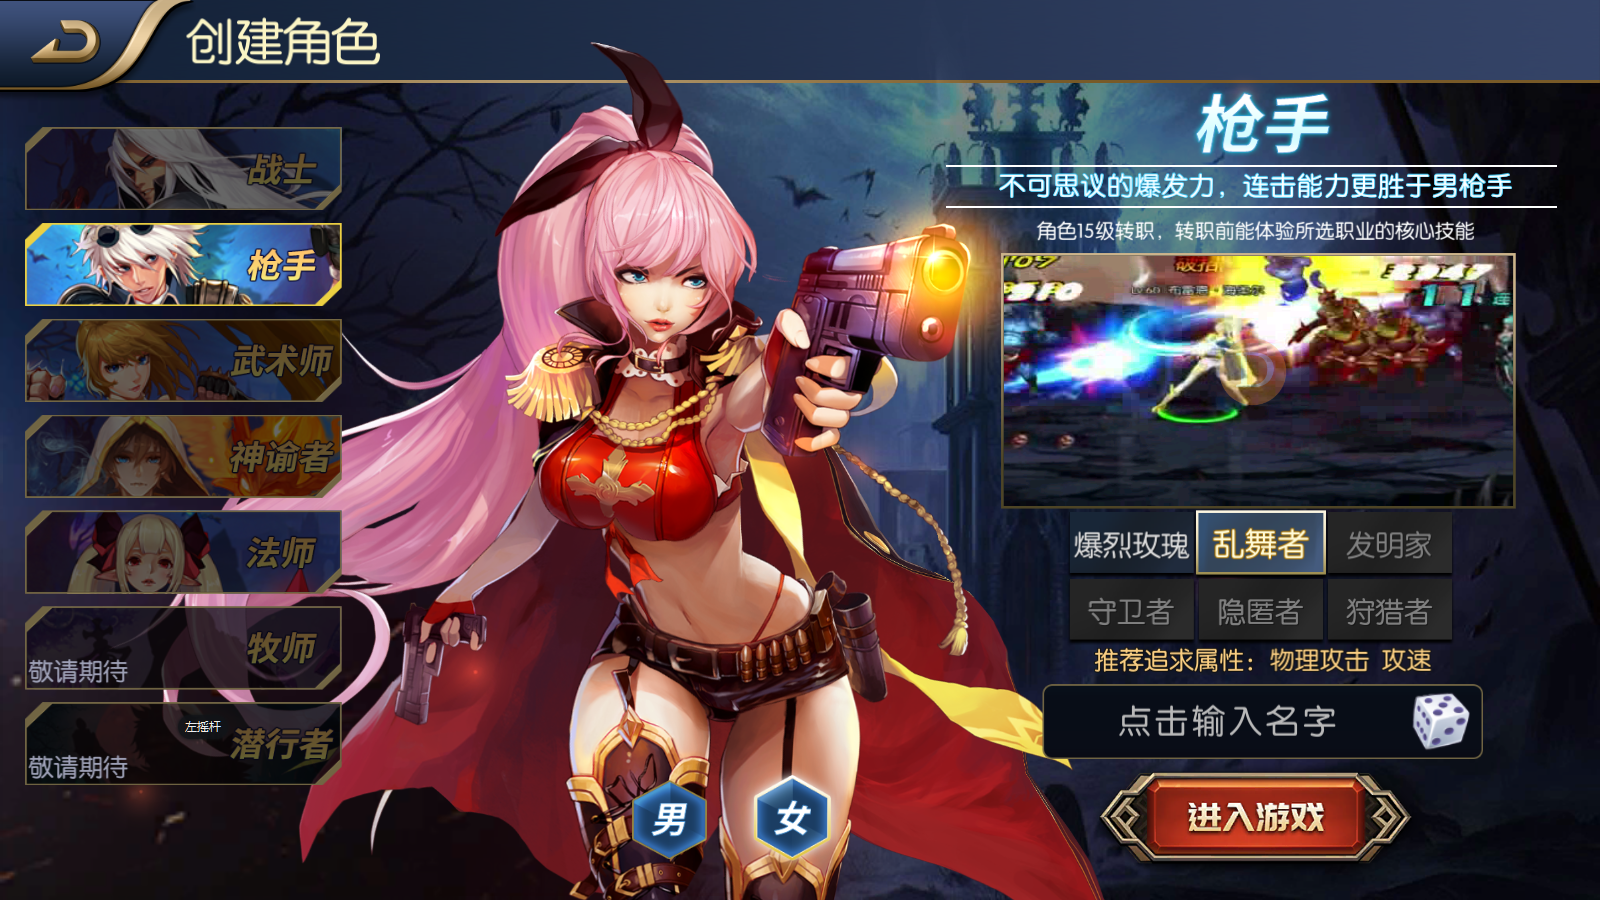 创建角色
战士
枪手
武术师
神谕者
法师
牧师
敬请期待
左摇杆
潜行者
敬请期待
男
女
枪手
不可思议的爆发力，连击能力更胜于男枪手
角色15级转职，转职前能体验所选职业的核心技能
爆烈玫瑰 乱舞者 发明家
守卫者 隐匿者 狩猎者
推荐追求属性：物理攻击 攻速
点击输入名字
进入游戏